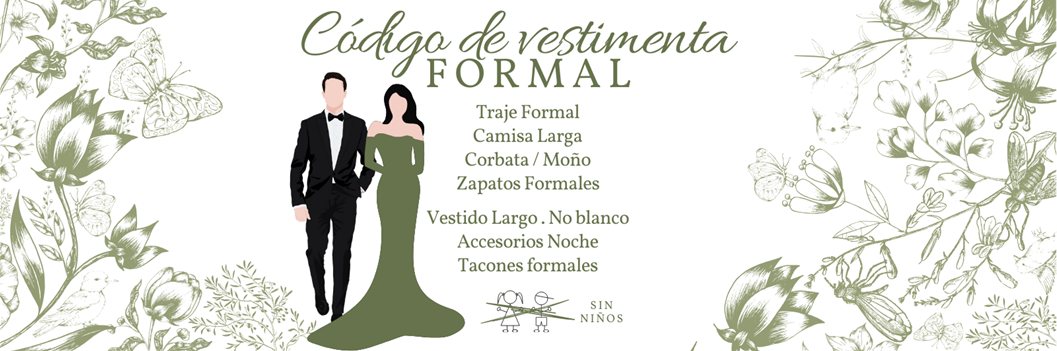 Código de vestimenta
FORMAL
Traje Formal
Camisa Larga
Corbata / Moño
Zapatos Formales
Vestido Largo . No blanco
Accesorios Noche
Tacones formales
SIN
NIÑOS